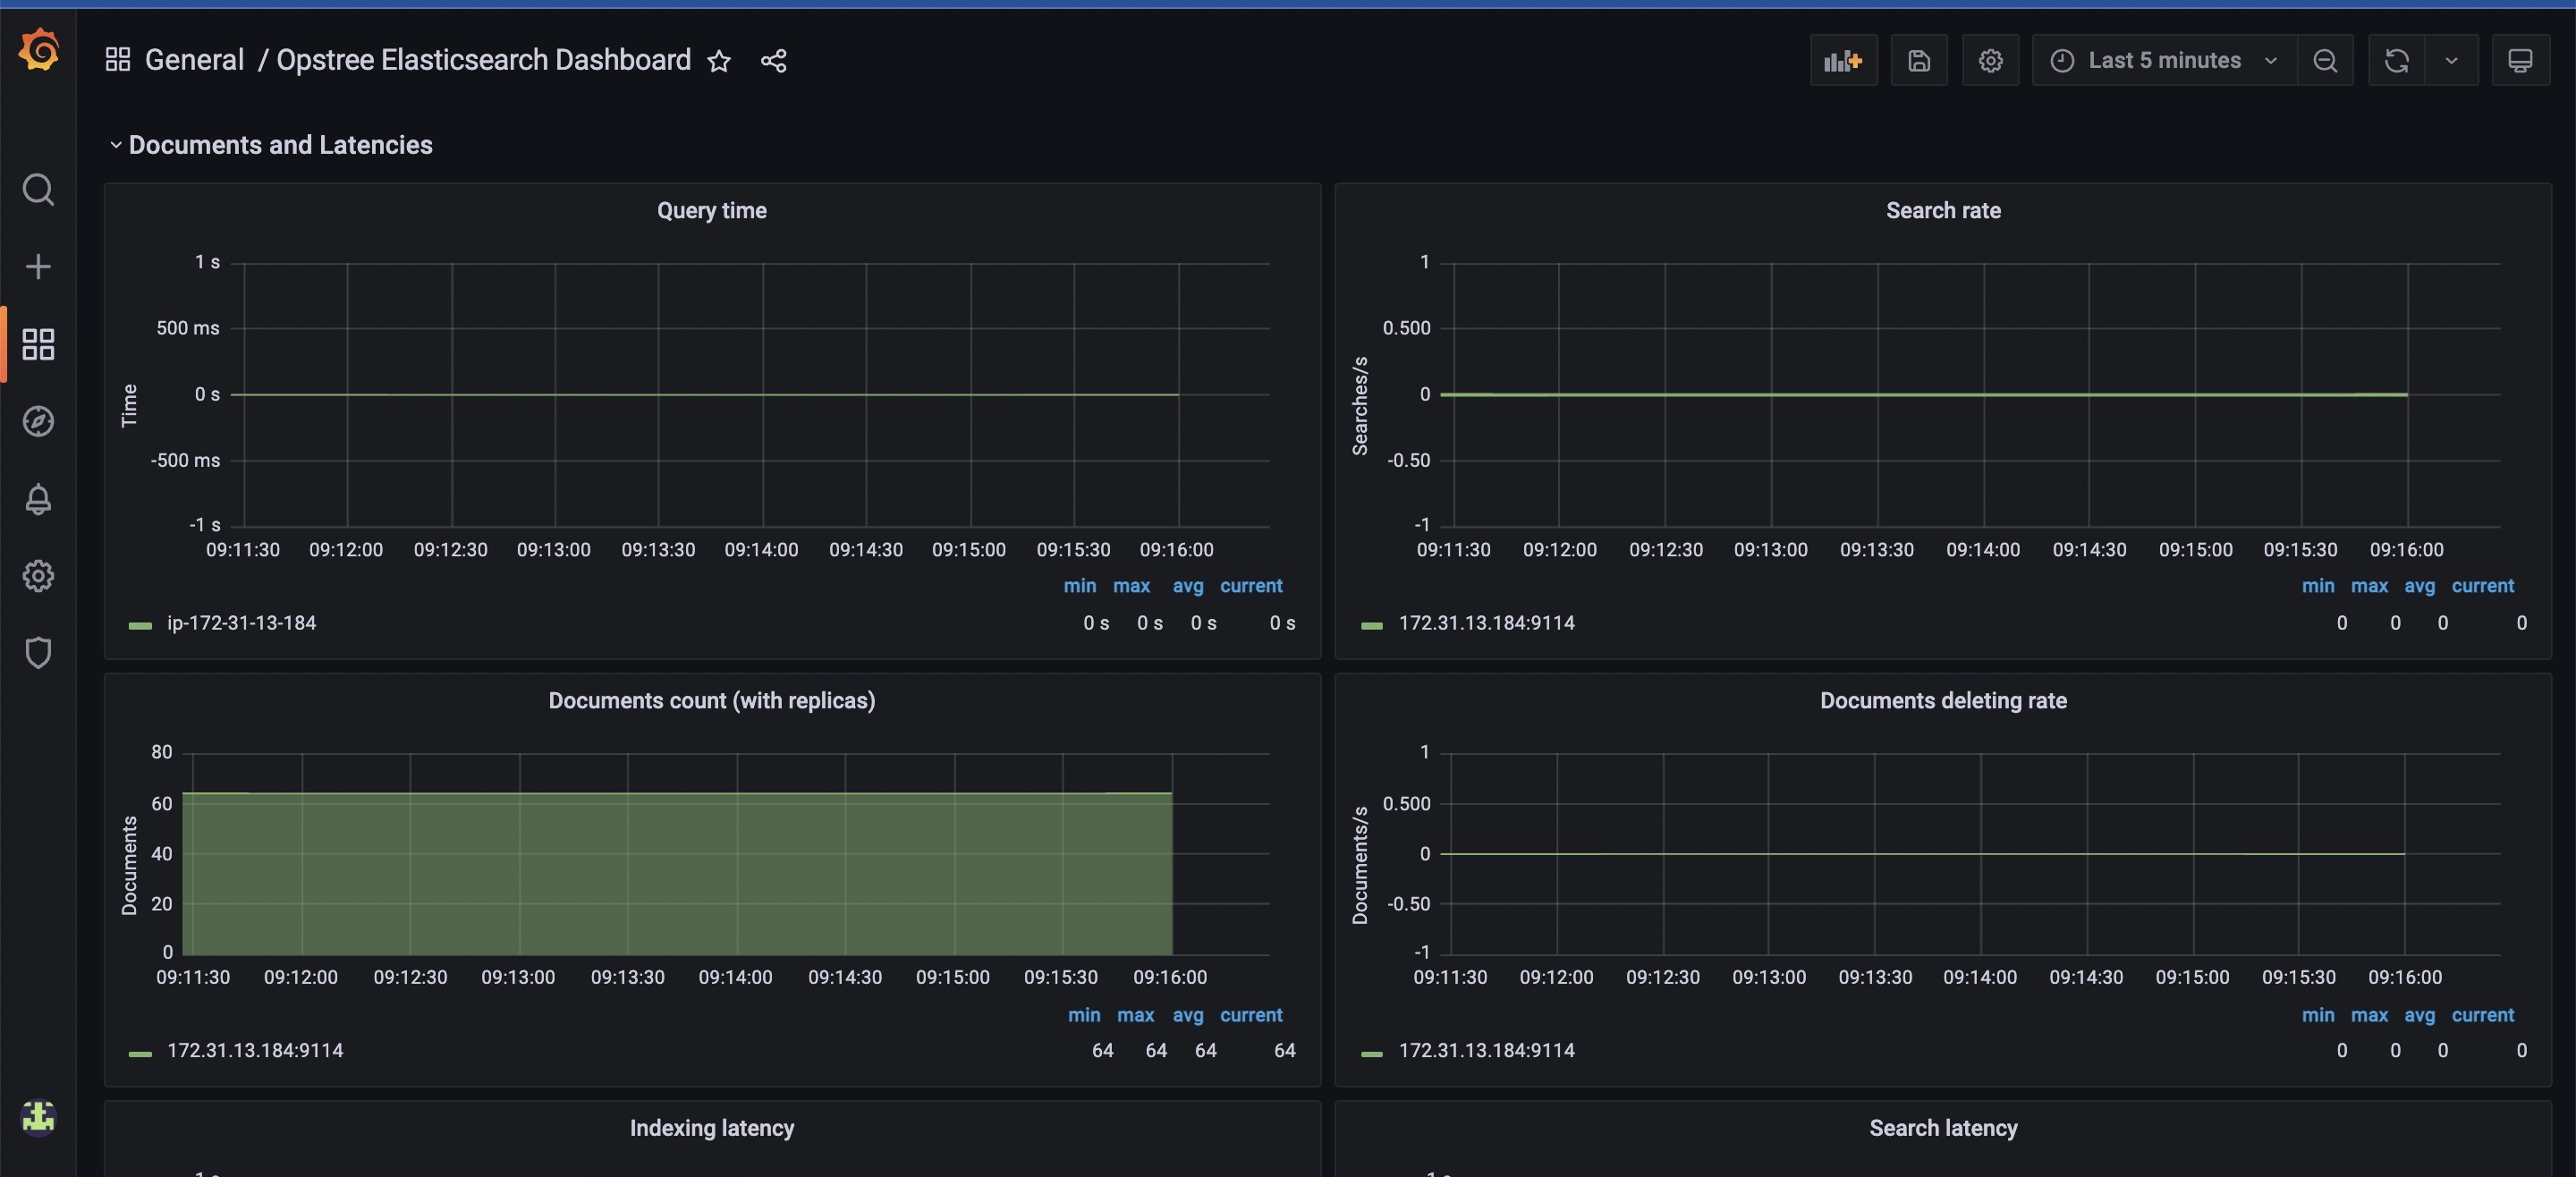 General / Opstree Elasticsearch Dashboard
Last 5 minutes
Documents and Latencies
Query time
1 s
500 ms
0 s
-500 ms
-1 s
Time
09:11:30 09:12:00 09:12:30 09:13:00 09:13:30 09:14:00 09:14:30 09:15:00 09:15:30 09:16:00
min max avg current
ip-172-31-13-184 0 s 0 s 0 s 0 s
Search rate
1
0.500
0
-0.50
-1
Searches/s
09:11:30 09:12:00 09:12:30 09:13:00 09:13:30 09:14:00 09:14:30 09:15:00 09:15:30 09:16:00
min max avg current
172.31.13.184:9114 0 0 0 0
Documents count (with replicas)
80
60
40
20
0
Documents
09:11:30 09:12:00 09:12:30 09:13:00 09:13:30 09:14:00 09:14:30 09:15:00 09:15:30 09:16:00
min max avg current
172.31.13.184:9114 64 64 64 64
Documents deleting rate
1
0.500
0
-0.50
-1
Documents/s
09:11:30 09:12:00 09:12:30 09:13:00 09:13:30 09:14:00 09:14:30 09:15:00 09:15:30 09:16:00
min max avg current
172.31.13.184:9114 0 0 0 0
Indexing latency
Search latency